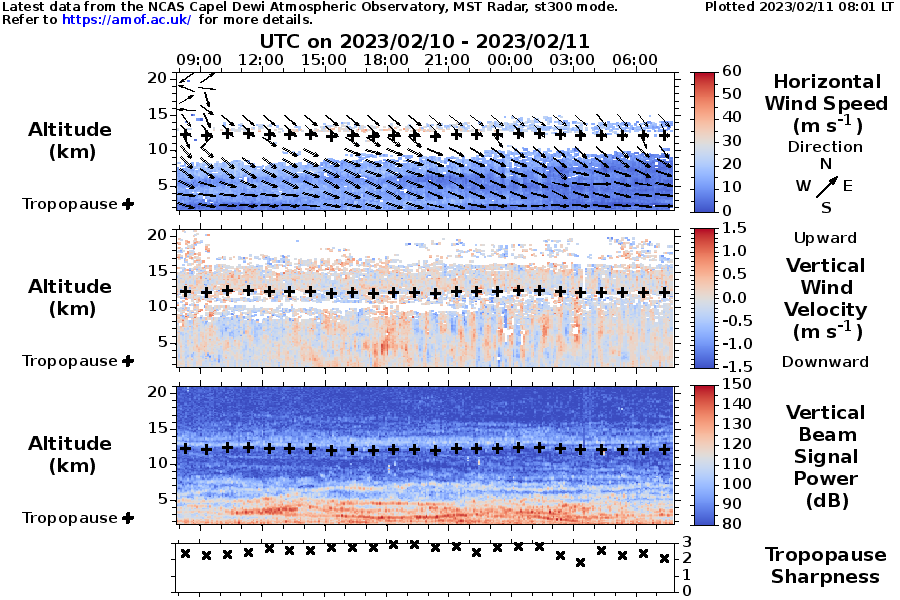 Latest data from the NCAS Capel Dewi Atmospheric Observatory, MST Radar, st300 mode.
Plotted 2023/02/11 08:01 LT
Refer to https://amof.ac.uk/ for more details.
UTC on 2023/02/10 - 2023/02/11
09:00 12:00 15:00 18:00 21:00 00:00 03:00 06:00
Altitude
(km)
Tropopause
20
15
10
5
60
50
40
30
20
10
0
Horizontal
Wind Speed
(m s-1)
Direction
N
W E
S
Altitude
(km)
Tropopause
20
15
10
5
1.5
1.0
0.5
0.0
-0.5
-1.0
-1.5
Upward
Vertical
Wind
Velocity
(m s-1)
Downward
Altitude
(km)
Tropopause
20
15
10
5
150
140
130
120
110
100
90
80
Vertical
Beam
Signal
Power
(dB)
3
2
1
0
Tropopause
Sharpness